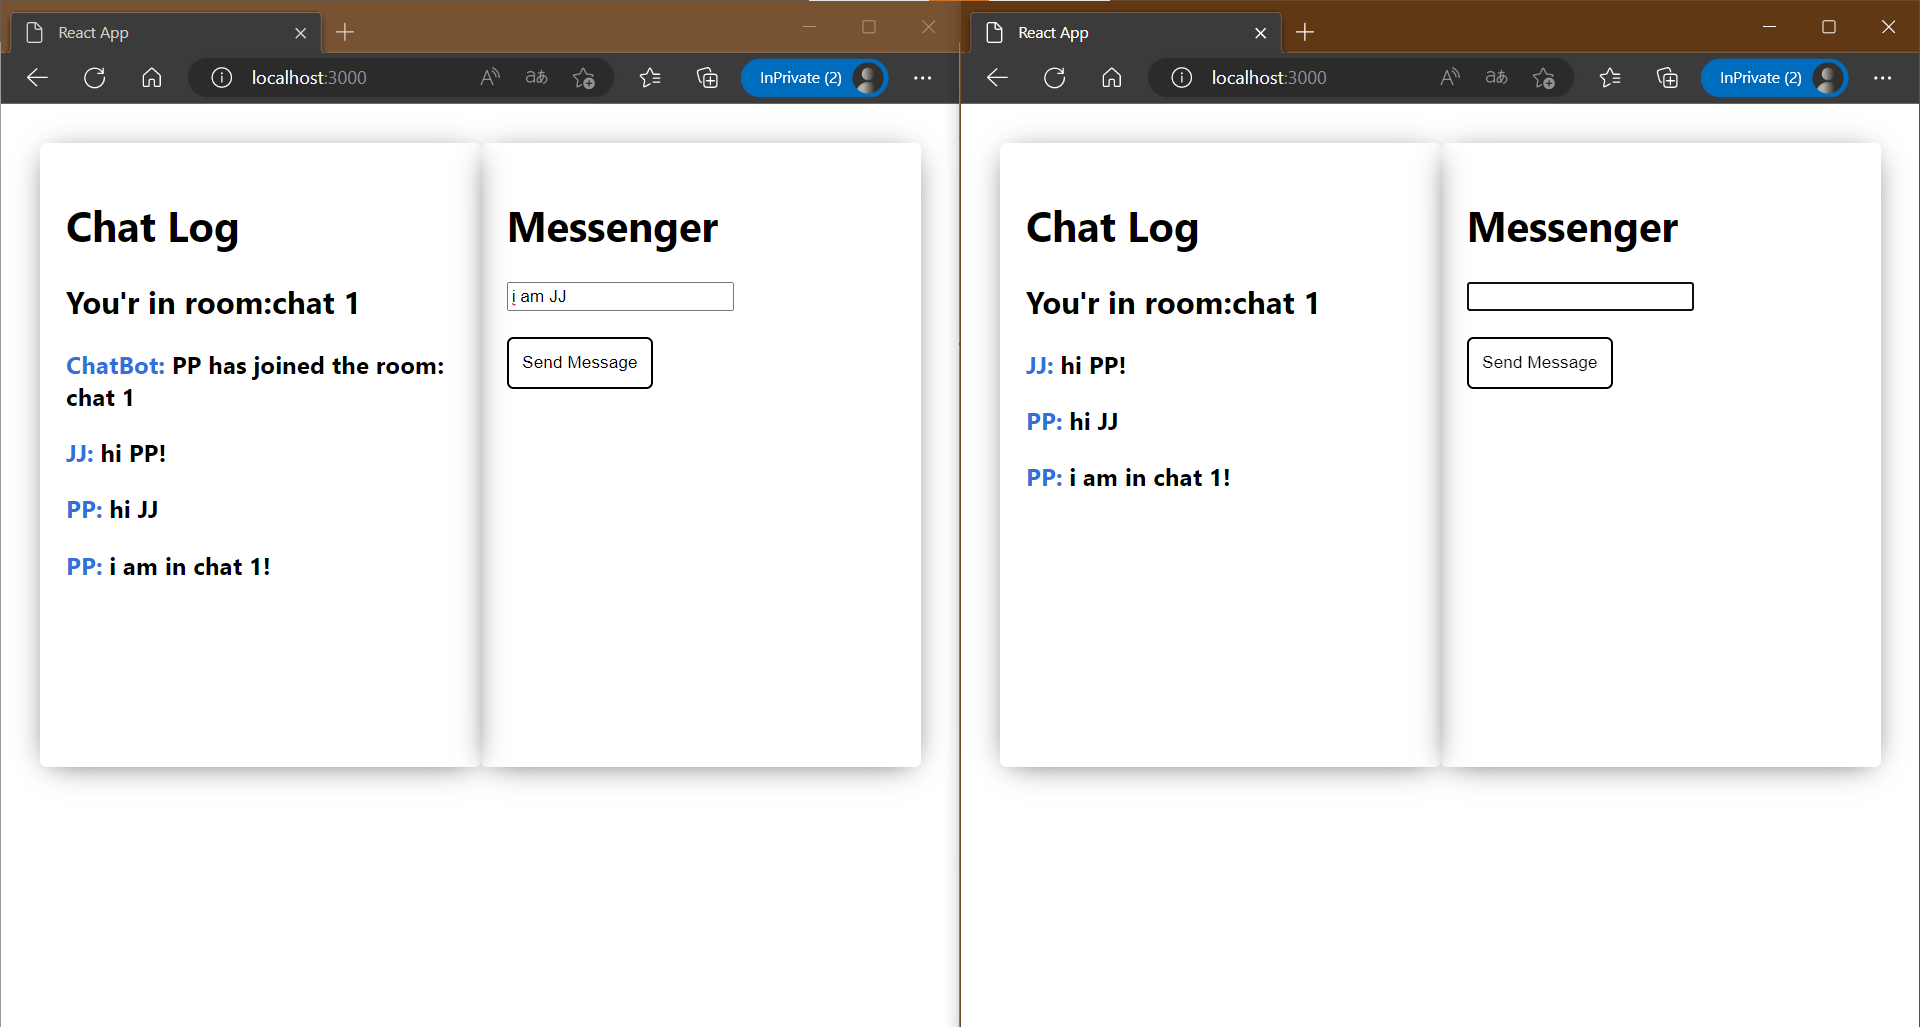 React App
localhost:3000
InPrivate (2)
Chat Log
You'r in room:chat 1
ChatBot: PP has joined the room:
chat 1
JJ: hi PP!
PP: hi JJ
PP: i am in chat 1!
Messenger
i am JJ
Send Message
React App
localhost:3000
InPrivate (2)
Chat Log
You'r in room:chat 1
JJ: hi PP!
PP: hi JJ
PP: i am in chat 1!
Messenger
Send Message